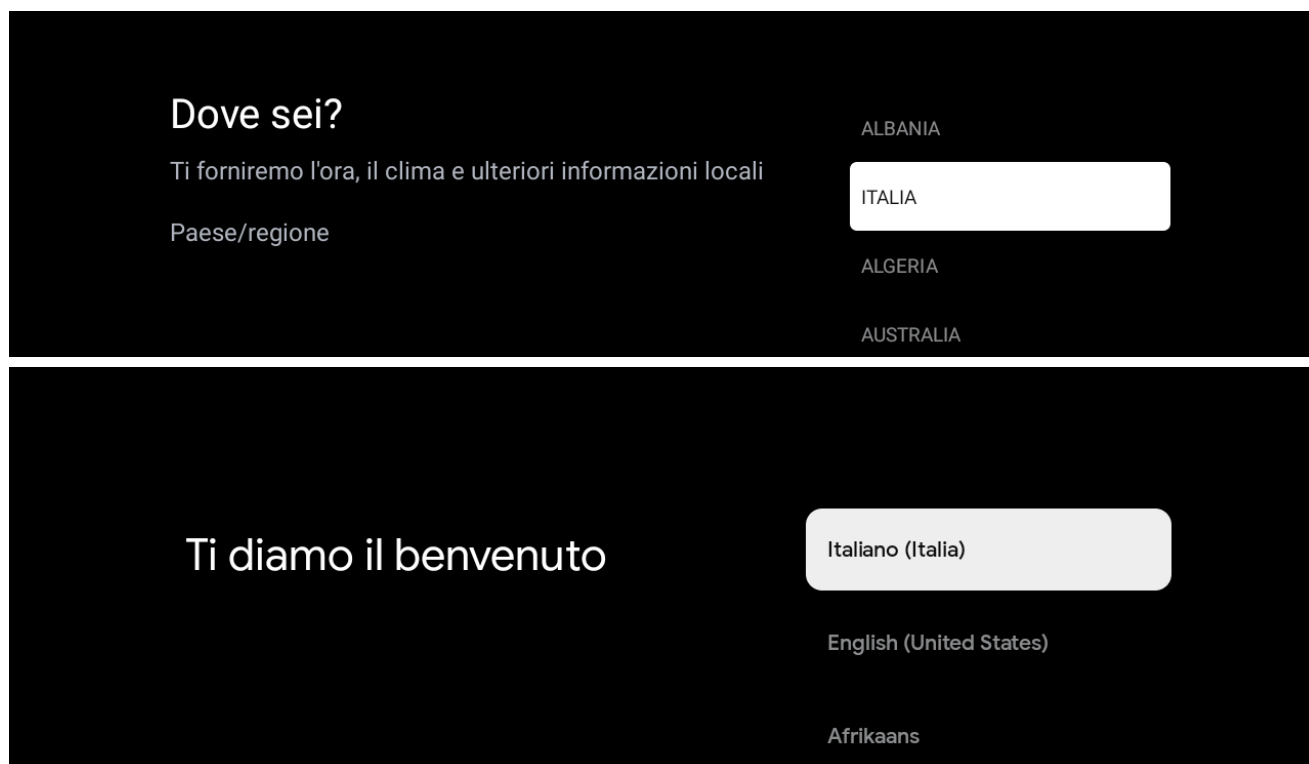 Dove sei?
Ti forniremo l'ora, il clima e ulteriori informazioni locali
Paese/regione
ALBANIA
ITALIA
ALGERIA
AUSTRALIA
Ti diamo il benvenuto
Italiano (Italia)
English (United States)
Afrikaans